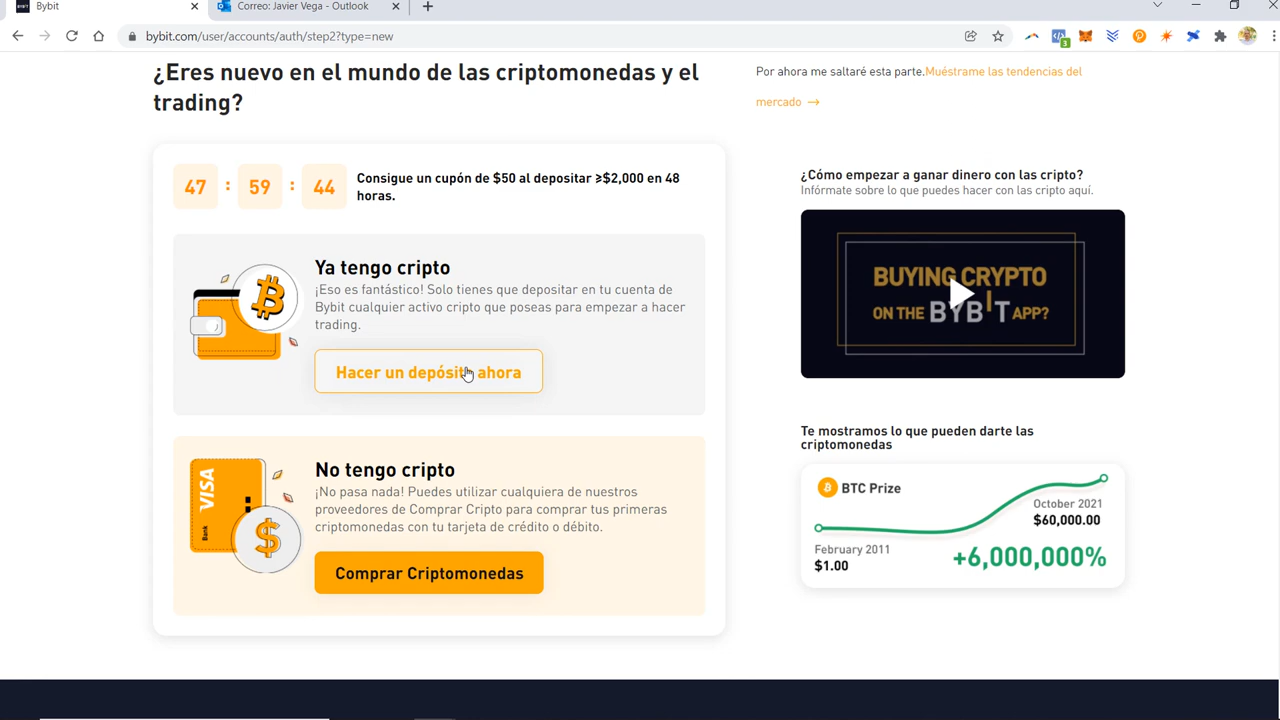 Bybit
Correo: Javier Vega - Outlook
bybit.com/user/accounts/auth/step2?type=new
3
¿Eres nuevo en el mundo de las criptomonedas y el
trading?
47 : 59 : 44
Consigue un cupón de $50 al depositar ≥$2,000 en 48
horas.
Ya tengo cripto
¡Eso es fantástico! Solo tienes que depositar en tu cuenta de
Bybit cualquier activo cripto que poseas para empezar a hacer
trading.
Hacer un depósito ahora
VISA
Bank
No tengo cripto
¡No pasa nada! Puedes utilizar cualquiera de nuestros
proveedores de Comprar Cripto para comprar tus primeras
criptomonedas con tu tarjeta de crédito o débito.
Comprar Criptomonedas
Por ahora me saltaré esta parte.Muéstrame las tendencias del
mercado →
¿Cómo empezar a ganar dinero con las cripto?
Infórmate sobre lo que puedes hacer con las cripto aquí.
BUYING CRYPTO
ON THE BYBIT APP?
Te mostramos lo que pueden darte las
criptomonedas
BTC Prize
October 2021
$60,000.00
February 2011
$1.00
+6,000,000%